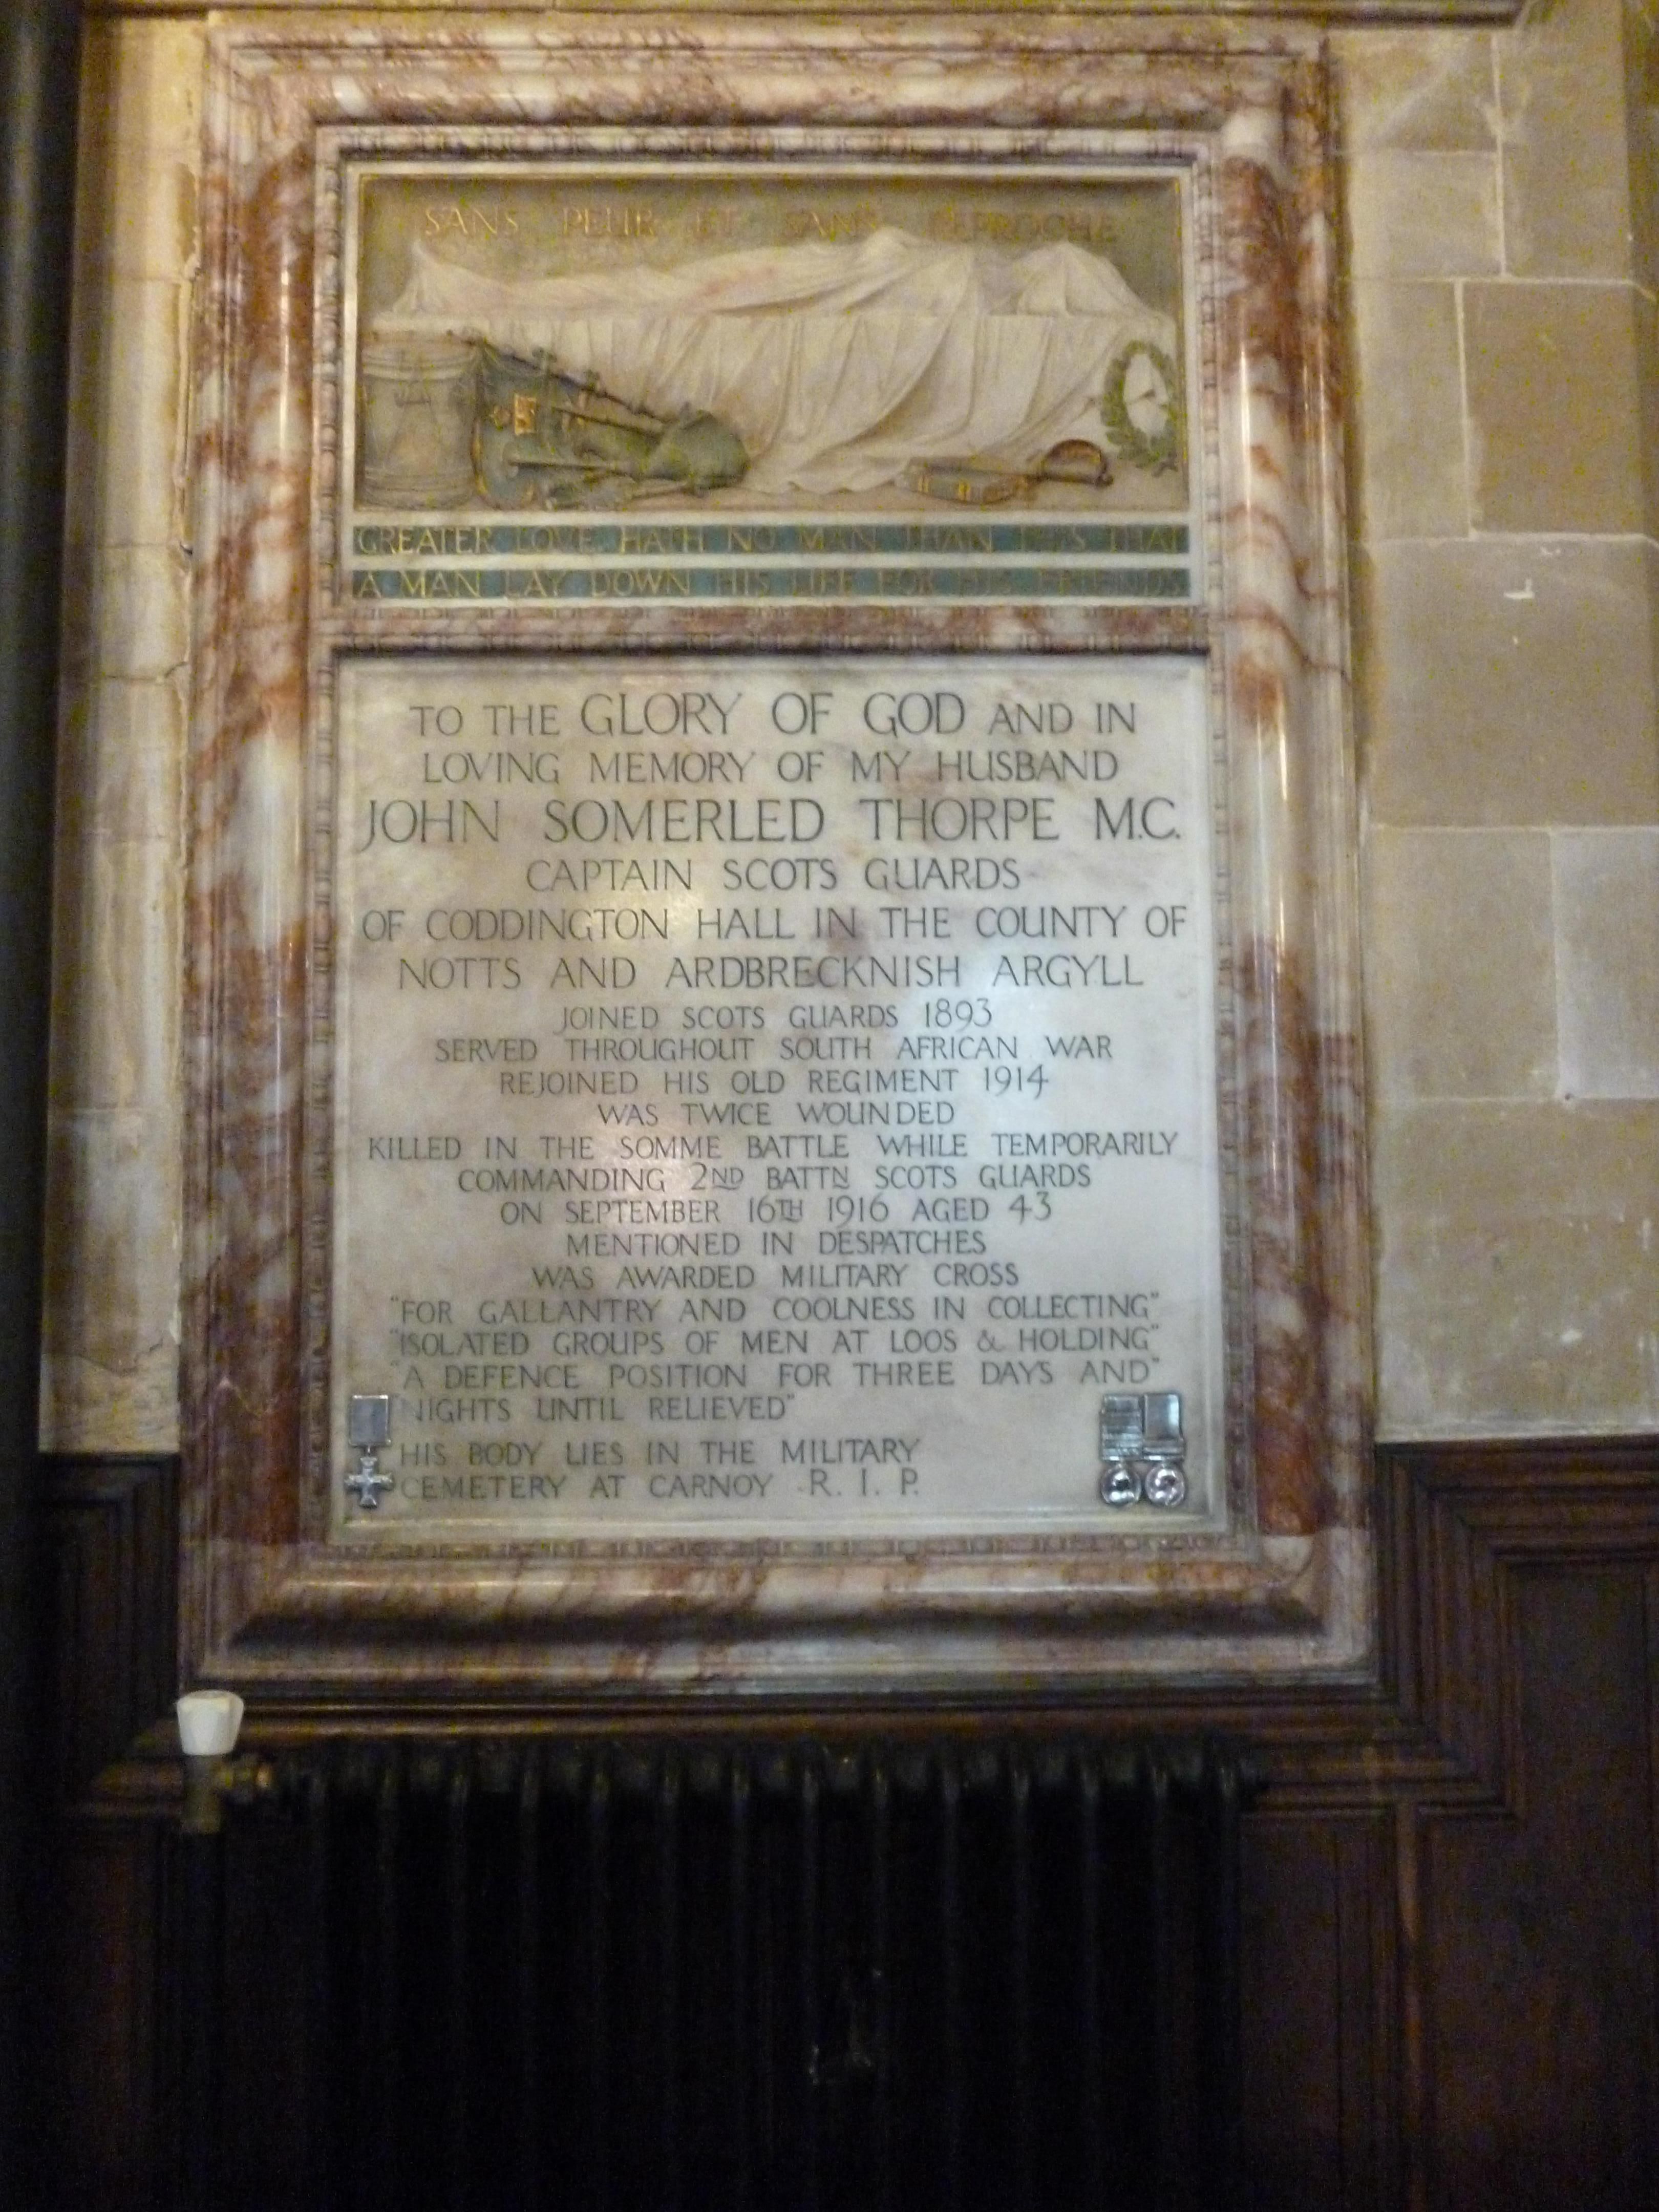 SANS PEUR ET SANS REPROCHE
GREATER LOVE HATH NO MAN THAN THIS THAT
A MAN LAY DOWN HIS LIFE FOR HIS FRIENDS
TO THE GLORY OF GOD AND IN
LOVING MEMORY OF MY HUSBAND
JOHN SOMERLED THORPE M.C.
CAPTAIN SCOTS GUARDS
OF CODDINGTON HALL IN THE COUNTY OF
NOTTS AND ARDBRECKNISH ARGYLL
JOINED SCOTS GUARDS 1893
SERVED THROUGHOUT SOUTH AFRICAN WAR
REJOINED HIS OLD REGIMENT 1914
WAS TWICE WOUNDED
KILLED IN THE SOMME BATTLE WHILE TEMPORARILY
COMMANDING 2ND BATTN SCOTS GUARDS
ON SEPTEMBER 16TH 1916 AGED 43
MENTIONED IN DESPATCHES
WAS AWARDED MILITARY CROSS
"FOR GALLANTRY AND COOLNESS IN COLLECTING"
"ISOLATED GROUPS OF MEN AT LOOS & HOLDING"
"A DEFENCE POSITION FOR THREE DAYS AND"
NIGHTS UNTIL RELIEVED"
HIS BODY LIES IN THE MILITARY
CEMETERY AT CARNOY R. I. P.